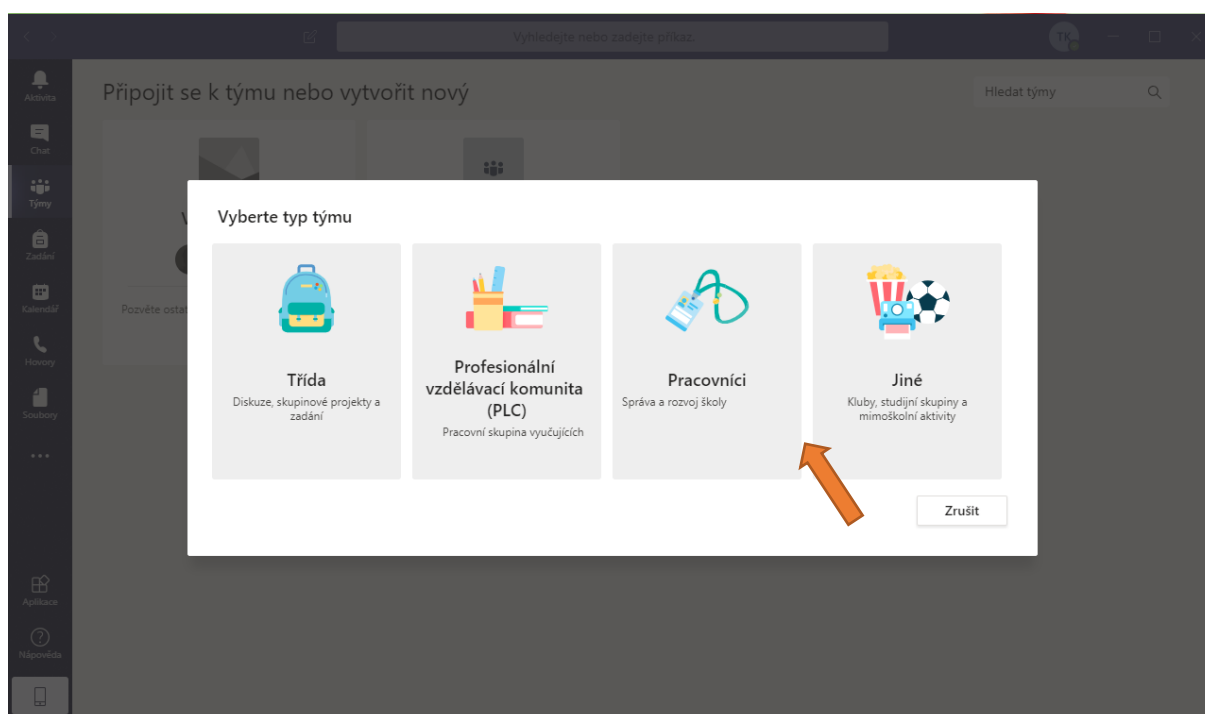 Vyhledejte nebo zadejte příkaz.
TK
Aktivita
Chat
Týmy
Zadání
Kalendář
Hovory
Soubory
Aplikace
Nápověda
Připojit se k týmu nebo vytvořit nový
Hledat týmy
V
Pozvěte ostat
Vyberte typ týmu
Třída
Diskuze, skupinové projekty a
zadání
Profesionální
vzdělávací komunita
(PLC)
Pracovní skupina vyučujících
Pracovníci
Správa a rozvoj školy
Jiné
Kluby, studijní skupiny a
mimoškolní aktivity
Zrušit